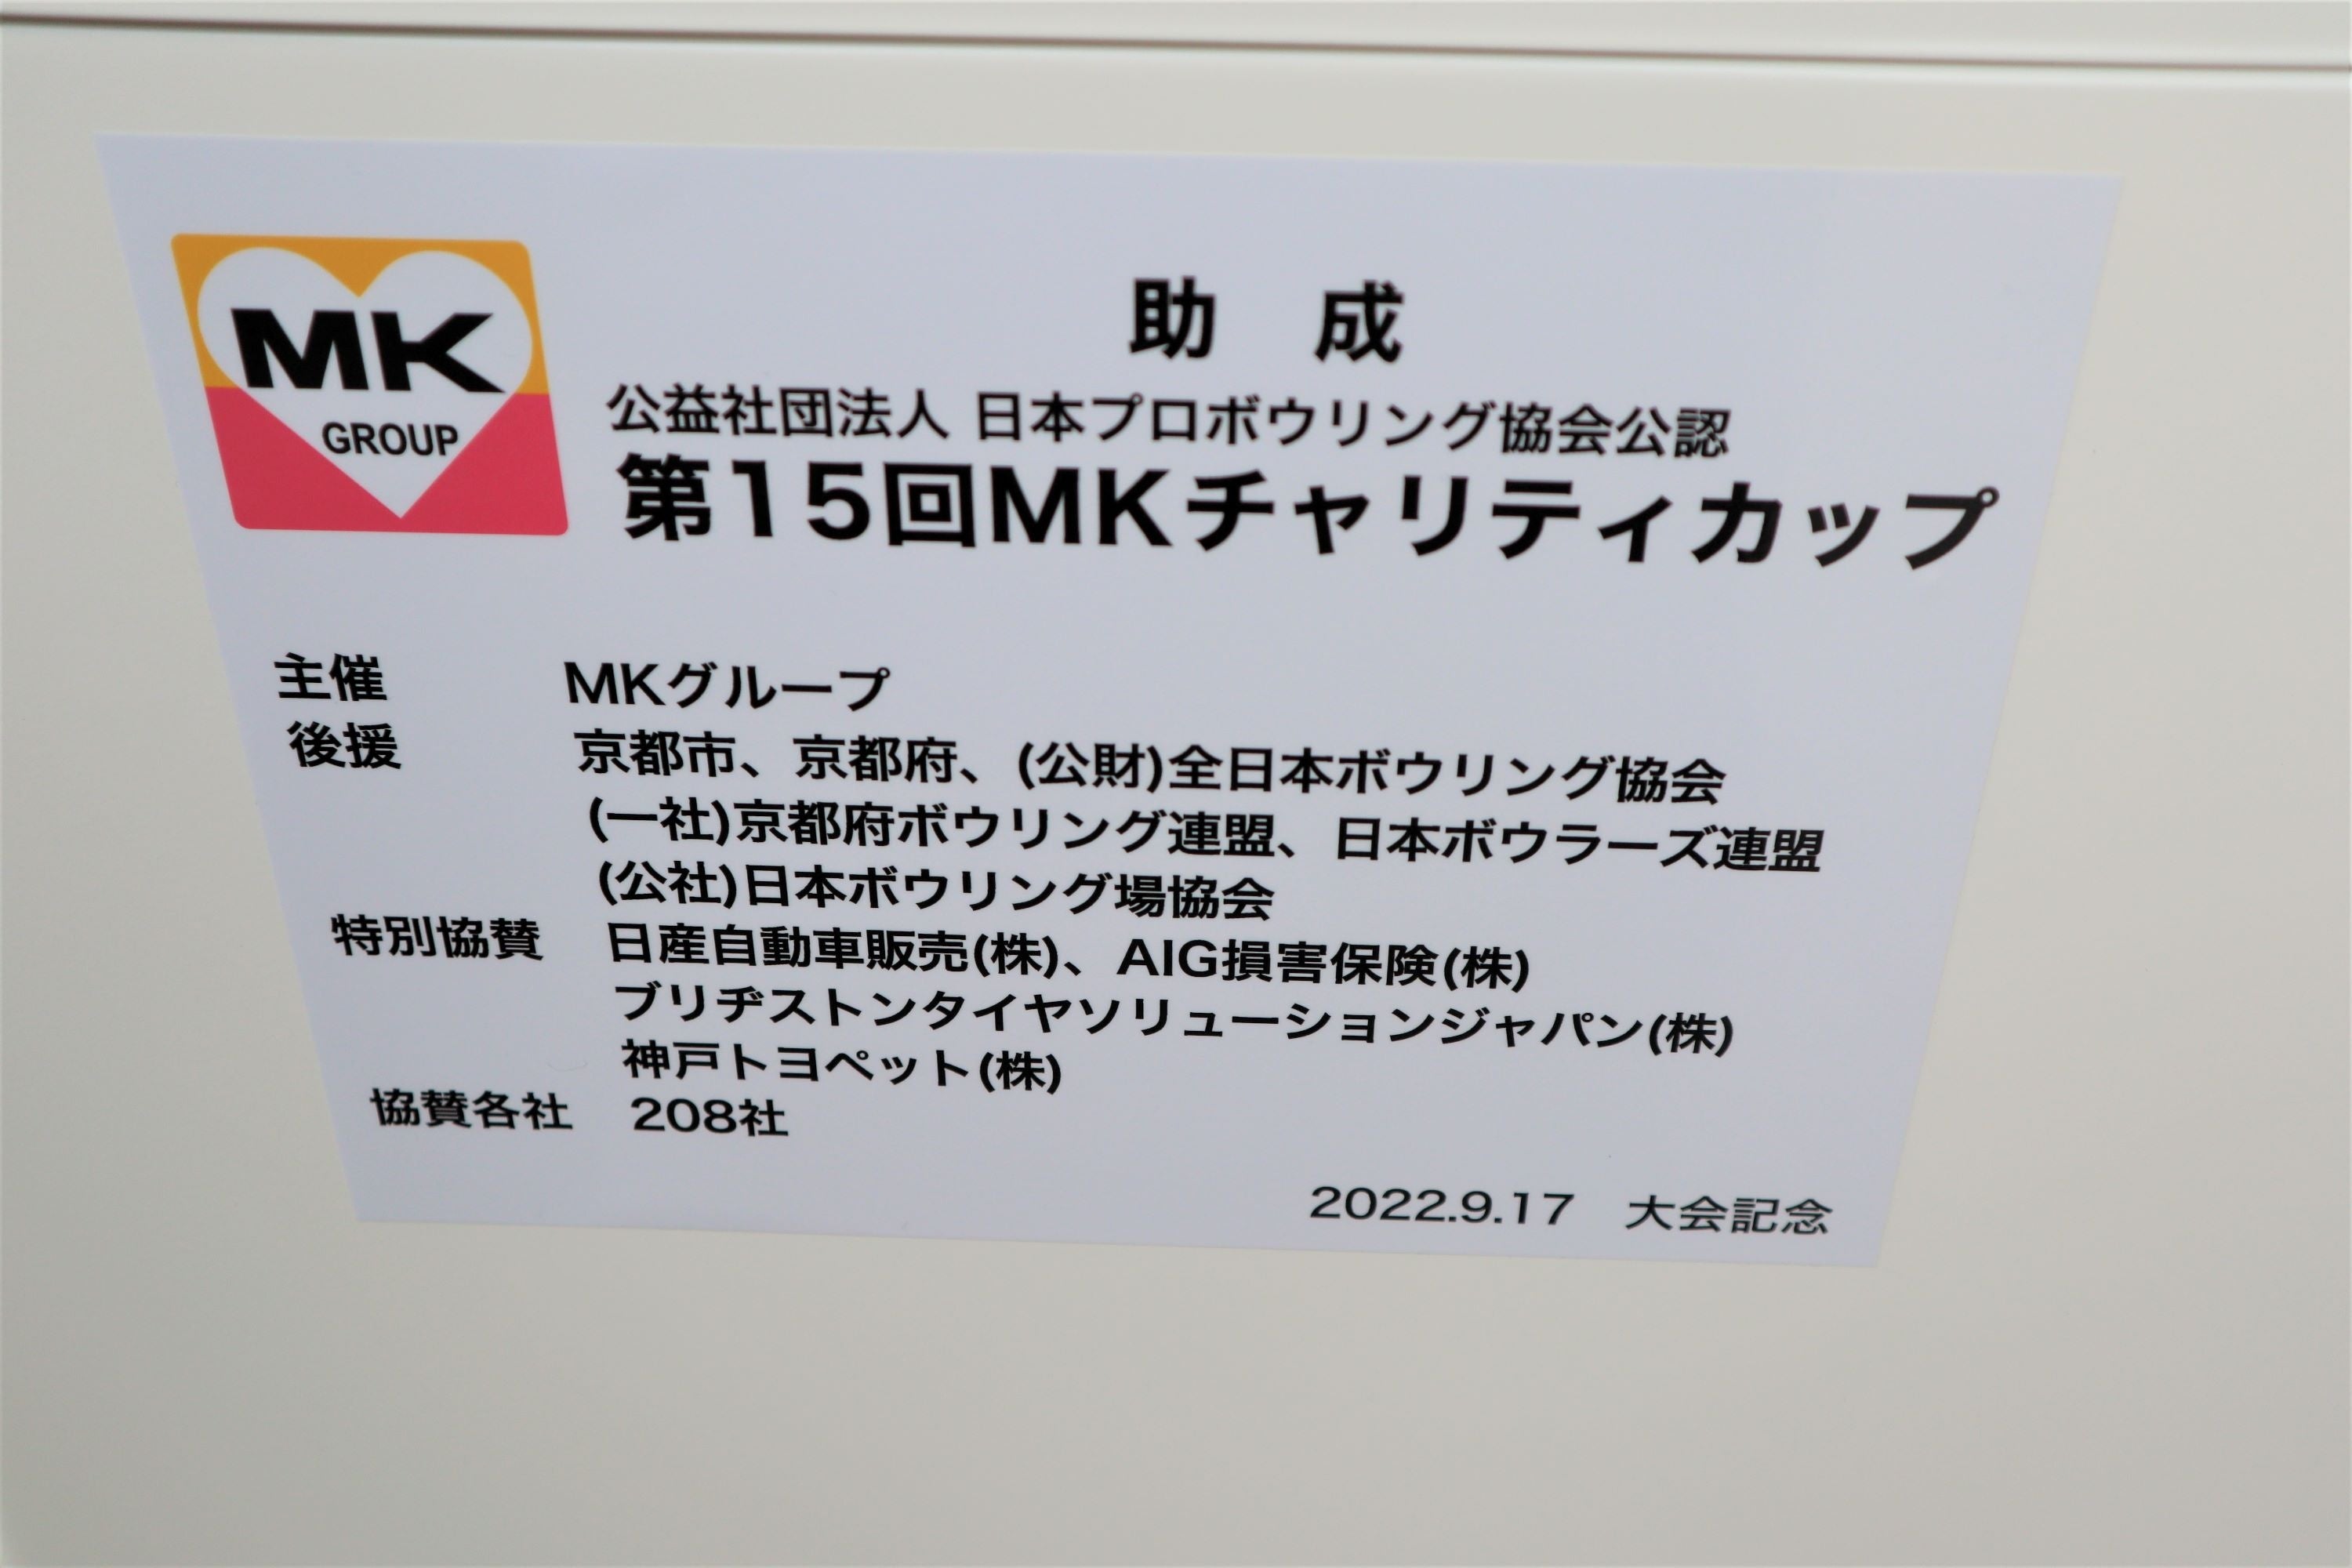 MK
GROUP
助　成
公益社団法人 日本プロボウリング協会公認
第15回MKチャリティカップ
主催　MKグループ
後援　京都市、京都府、(公財)全日本ボウリング協会
(一社)京都府ボウリング連盟、日本ボウラーズ連盟
(公社)日本ボウリング場協会
特別協賛　日産自動車販売(株)、AIG損害保険(株)
ブリヂストンタイヤソリューションジャパン(株)
神戸トヨペット(株)
協賛各社　208社
2022.9.17　大会記念